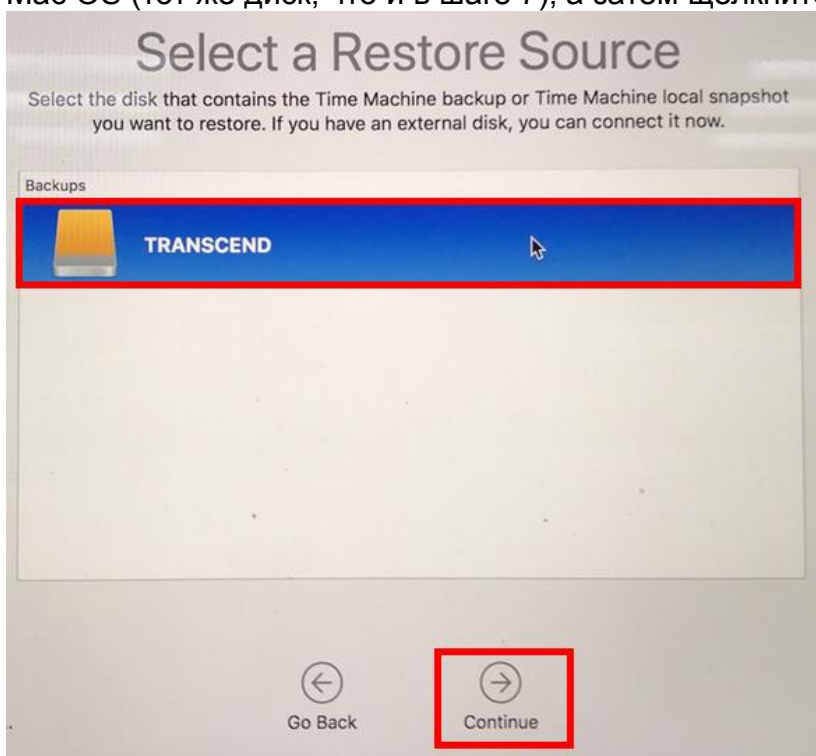 Mac OS (тот же диск, что и в шаге 7), а затем щелкните
Select a Restore Source
Select the disk that contains the Time Machine backup or Time Machine local snapshot
you want to restore. If you have an external disk, you can connect it now.
Backups
TRANSCEND
Go Back
Continue